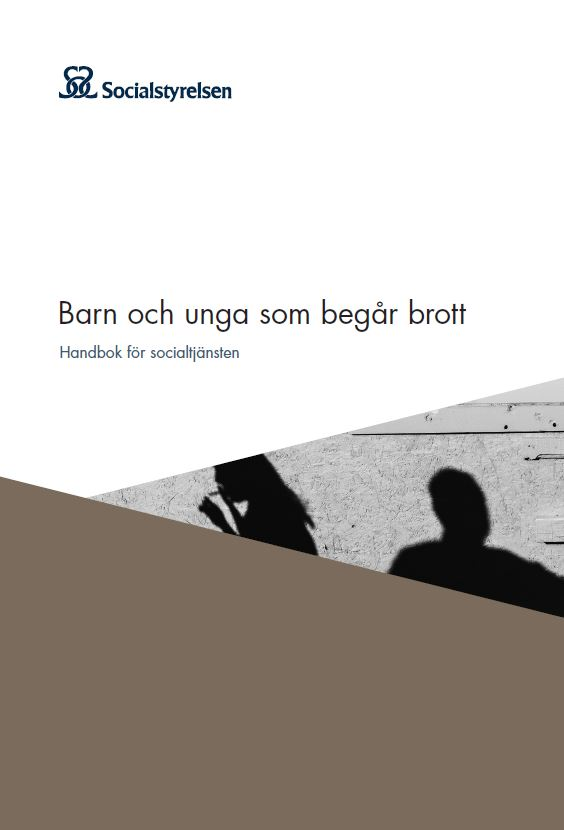 Socialstyrelsen
Barn och unga som begår brott
Handbok för socialtjänsten